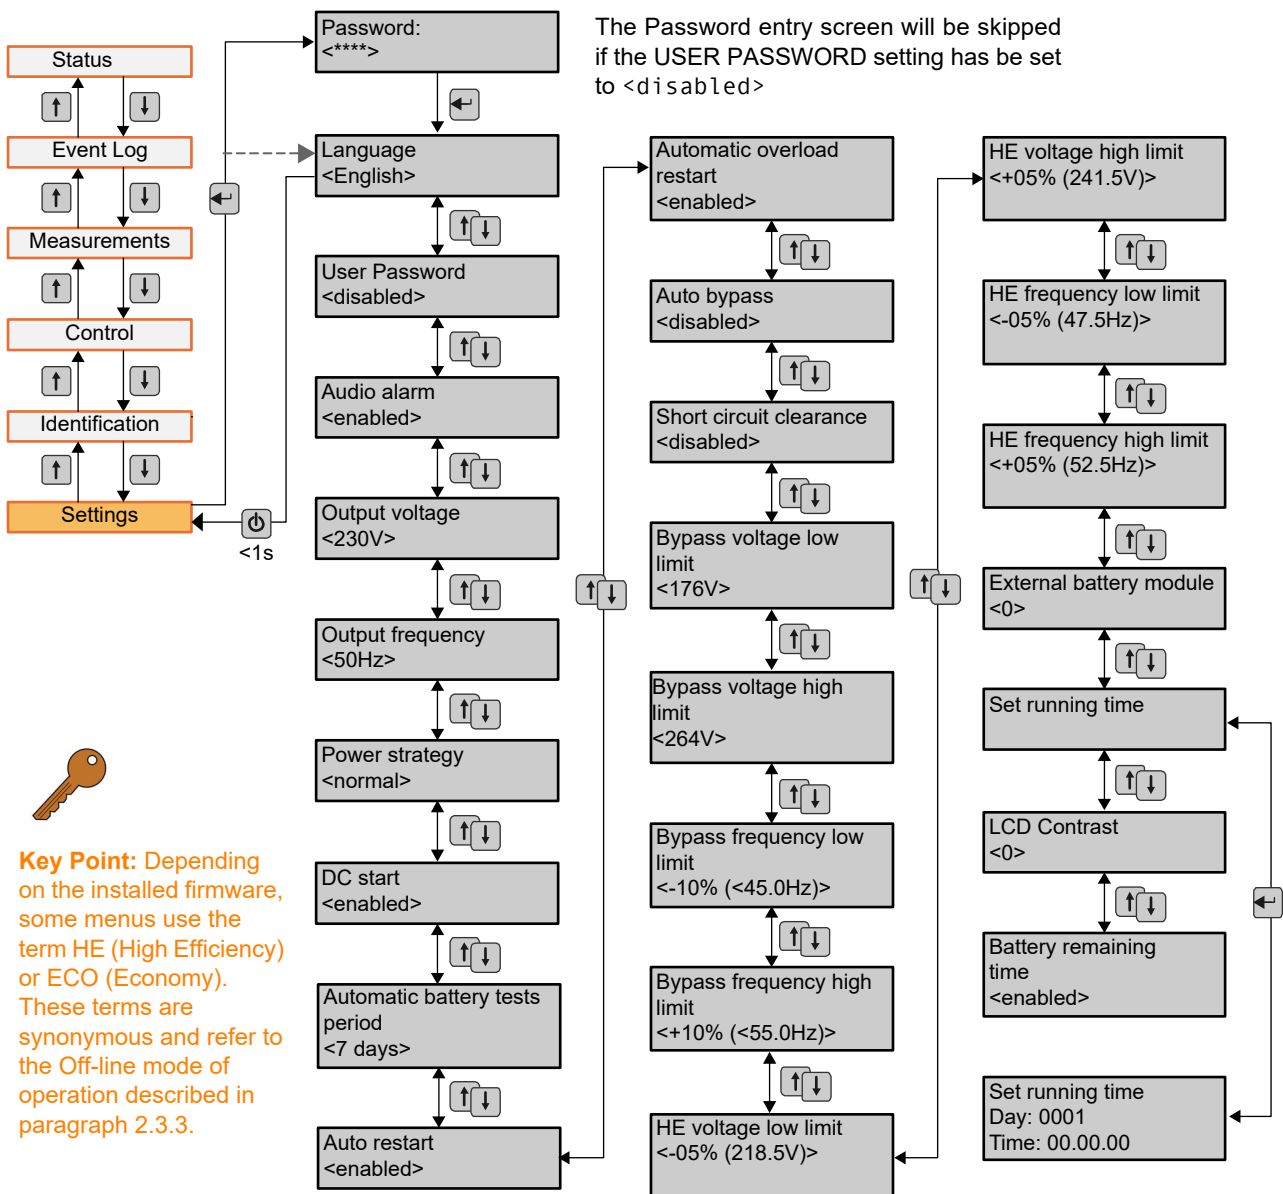 Status
Event Log
Measurements
Control
Identification
Settings
<1s
Password:
<****>
The Password entry screen will be skipped
if the USER PASSWORD setting has be set
to <disabled>
Language
<English>
User Password
<disabled>
Audio alarm
<enabled>
Output voltage
<230V>
Output frequency
<50Hz>
Power strategy
<normal>
DC start
<enabled>
Automatic battery tests
period
<7 days>
Auto restart
<enabled>
Automatic overload
restart
<enabled>
Auto bypass
<disabled>
Short circuit clearance
<disabled>
Bypass voltage low
limit
<176V>
Bypass voltage high
limit
<264V>
Bypass frequency low
limit
<-10% (<45.0Hz)>
Bypass frequency high
limit
<+10% (<55.0Hz)>
HE voltage low limit
<-05% (218.5V)>
HE voltage high limit
<+05% (241.5V)>
HE frequency low limit
<-05% (47.5Hz)>
HE frequency high limit
<+05% (52.5Hz)>
External battery module
<0>
Set running time
LCD Contrast
<0>
Battery remaining
time
<enabled>
Set running time
Day: 0001
Time: 00.00.00
Key Point: Depending
on the installed firmware,
some menus use the
term HE (High Efficiency)
or ECO (Economy).
These terms are
synonymous and refer to
the Off-line mode of
operation described in
paragraph 2.3.3.